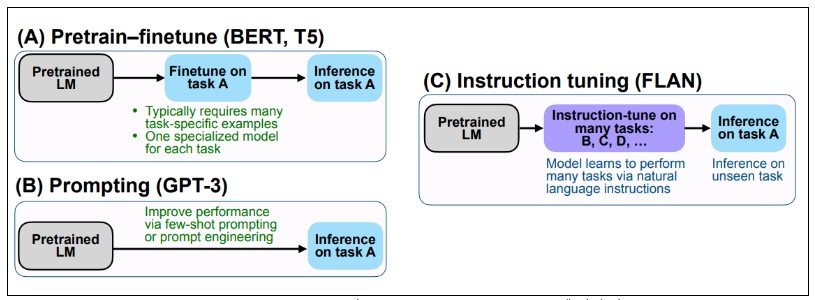 (A) Pretrain–finetune (BERT, T5)
Pretrained
LM
Finetune on
task A
Inference
on task A
• Typically requires many
task-specific examples
• One specialized model
for each task
(B) Prompting (GPT-3)
Improve performance
via few-shot prompting
or prompt engineering
Pretrained
LM
Inference
on task A
(C) Instruction tuning (FLAN)
Pretrained
LM
Instruction-tune on
many tasks:
B, C, D, …
Inference
on task A
Model learns to perform
many tasks via natural
language instructions
Inference on
unseen task